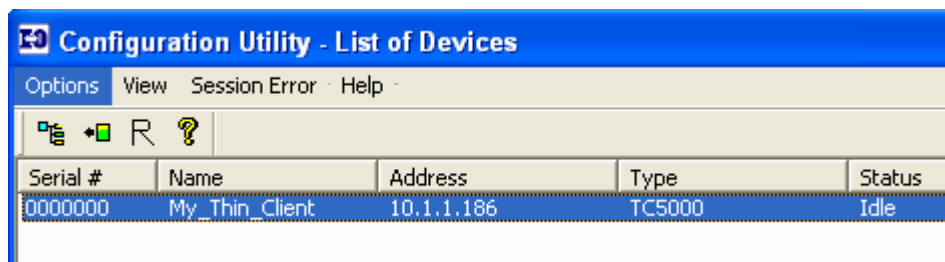 Configuration Utility - List of Devices
Options View Session Error Help
R ?
Serial # Name Address Type Status
0000000 My_Thin_Client 10.1.1.186 TC5000 Idle